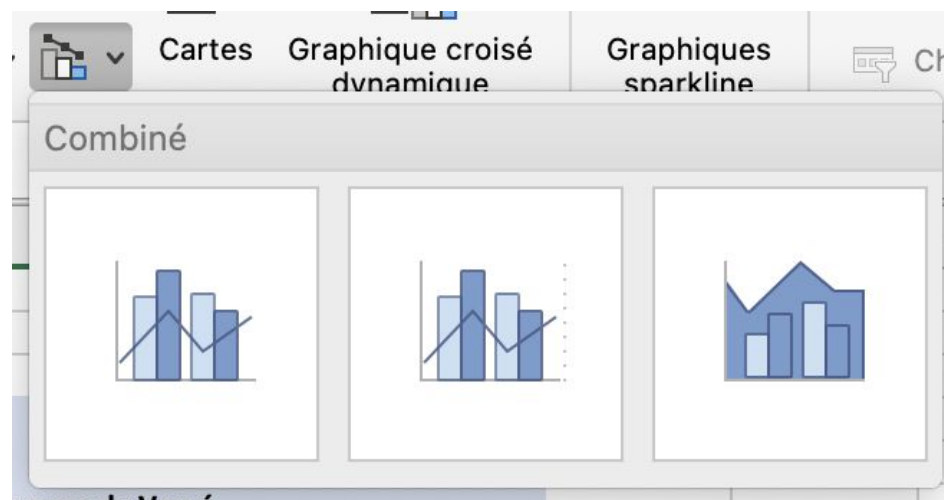 Cartes
Graphique croisé
dynamique
Graphiques
sparkline
Combiné